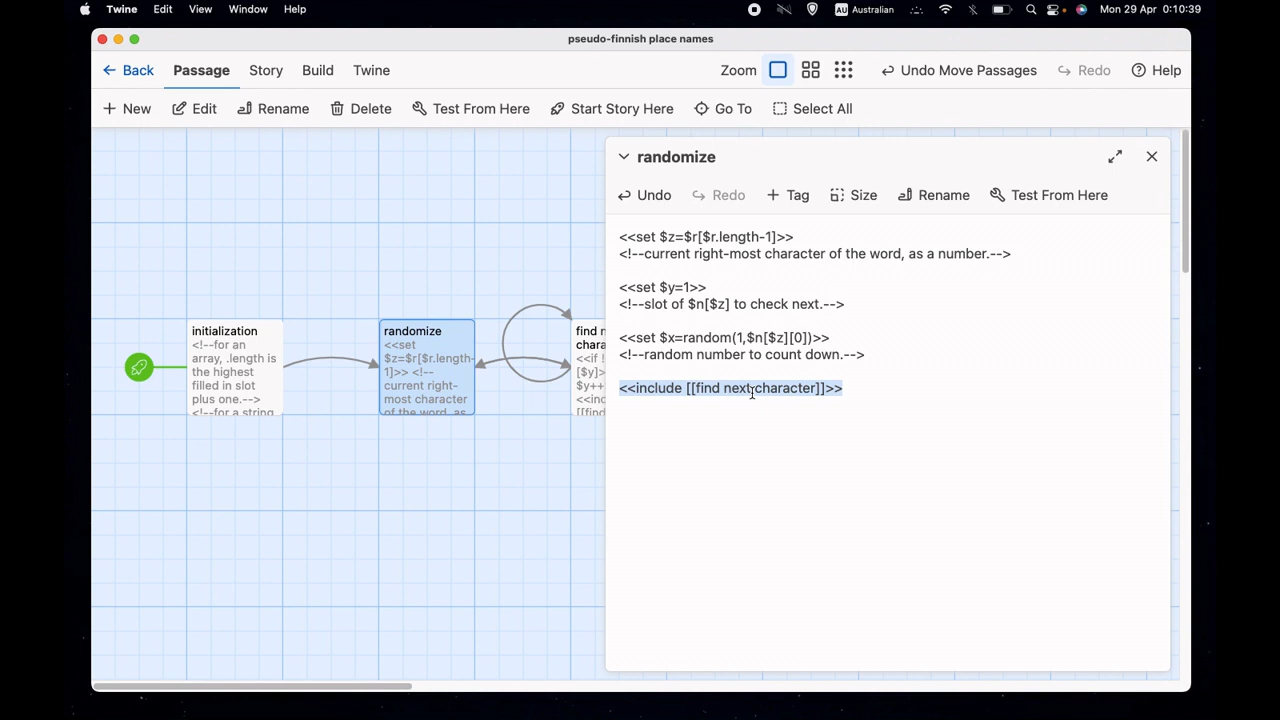 Twine Edit View Window Help AU Australian Mon 29 Apr 0:10:39
pseudo-finnish place names
Back Passage Story Build Twine Zoom Undo Move Passages Redo Help
New Edit Rename Delete Test From Here Start Story Here Go To Select All
randomize
Undo Redo Tag Size Rename Test From Here
<<set $z=$r[$r.length-1]>>
<!--current right-most character of the word, as a number.-->
<<set $y=1>>
<!--slot of $n[$z] to check next.-->
<<set $x=random(1,$n[$z][0])>>
<!--random number to count down.-->
<<include [[find next character]]>>
initialization
<!--for an
array, .length is
the highest
filled in slot
plus one.-->
<!--for a string
randomize
<<set
$z=$r[$r.length-
1]>> <!--
current right-
most character
of the word, as
find n
chara
<<if !
[$y]>
$y++
<<inc
[[find